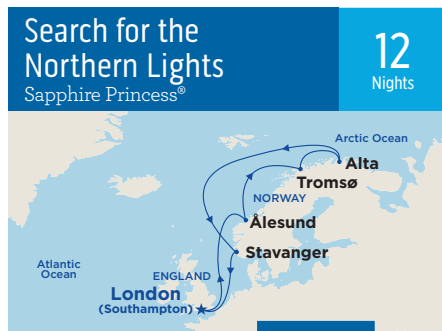 Search for the
Northern Lights
Sapphire Princess®
12
Nights
Arctic Ocean
Alta
Tromsø
NORWAY
Ålesund
Stavanger
Atlantic
Ocean
ENGLAND
London
(Southampton)